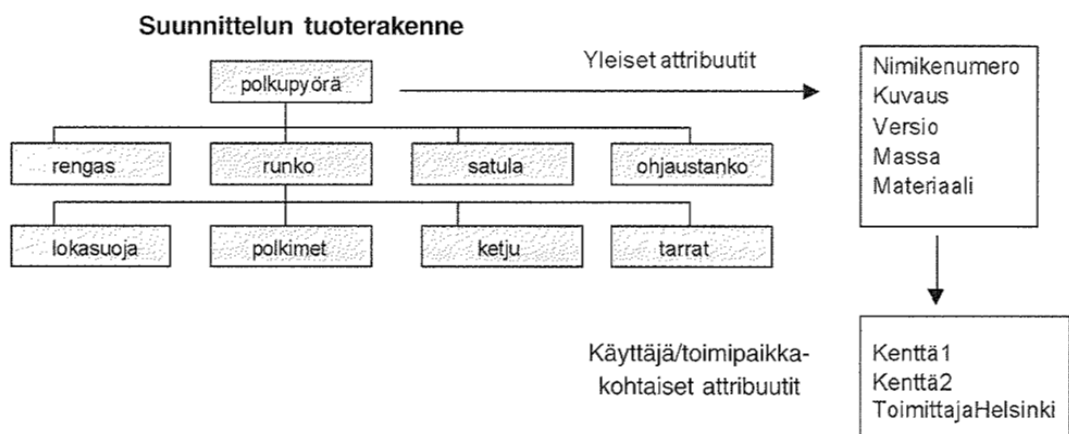 Suunnittelun tuoterakenne
polkupyörä
Yleiset attribuutit
rengas
runko
satula
ohjaustanko
lokasuoja
polkimet
ketju
tarrat
Nimikenumero
Kuvaus
Versio
Massa
Materiaali
Käyttäjä/toimipaikka-
kohtaiset attribuutit
Kenttä1
Kenttä2
ToimittajaHelsinki